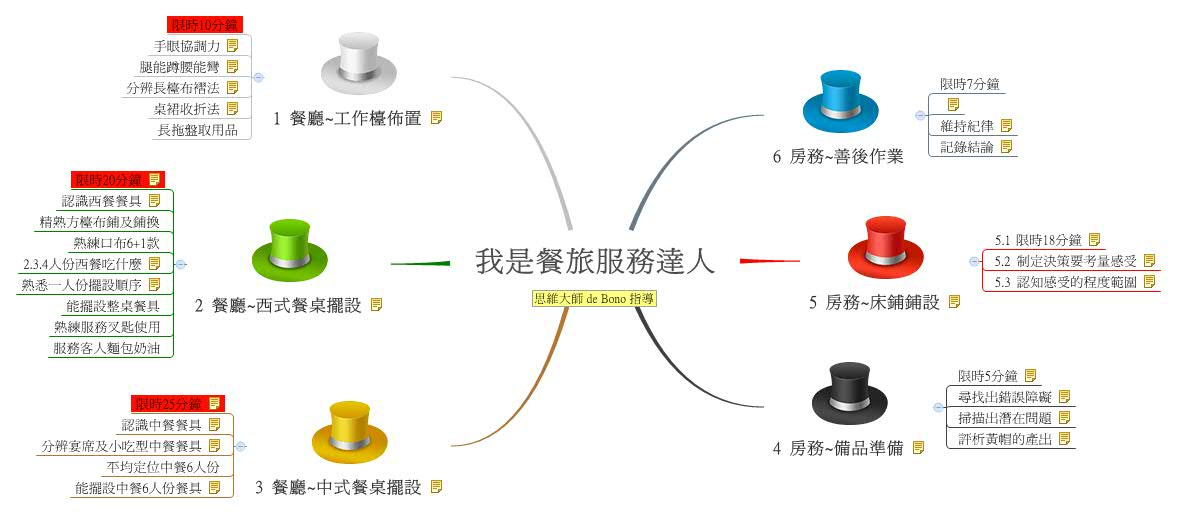 我是餐旅服務達人
思維大師 de Bono 指導
1 餐廳~工作檯佈置
限時10分鐘
手眼協調力
腿能蹲腰能彎
分辨長檯布褶法
桌裙收折法
長拖盤取用品
2 餐廳~西式餐桌擺設
限時20分鐘
認識西餐餐具
精熟方檯布鋪及鋪換
熟練口布6+1款
2.3.4人份西餐吃什麼
熟悉一人份擺設順序
能擺設整桌餐具
熟練服務叉匙使用
服務客人麵包奶油
3 餐廳~中式餐桌擺設
限時25分鐘
認識中餐餐具
分辨宴席及小吃型中餐餐具
平均定位中餐6人份
能擺設中餐6人份餐具
4 房務~備品準備
限時5分鐘
尋找出錯誤障礙
掃描出潛在問題
評析黃帽的產出
5 房務~床鋪鋪設
5.1 限時18分鐘
5.2 制定決策要考量感受
5.3 認知感受的程度範圍
6 房務~善後作業
限時7分鐘
維持紀律
記錄結論